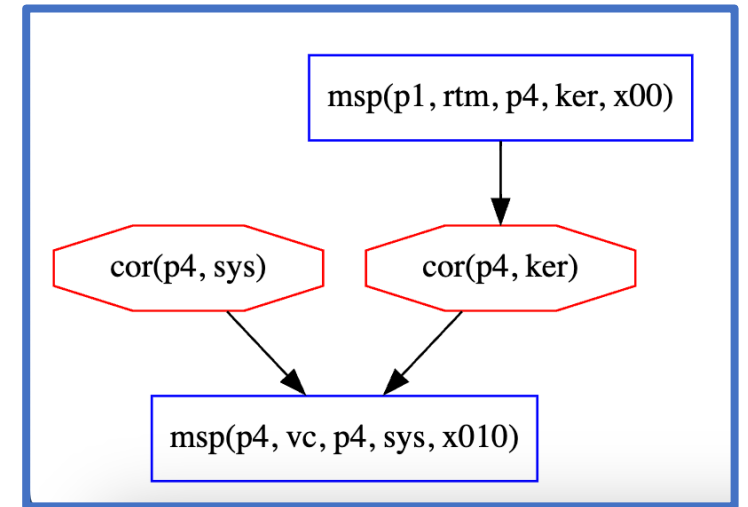 msp(p1, rtm, p4, ker, x00)
cor(p4, sys)
cor(p4, ker)
msp(p4, vc, p4, sys, x010)